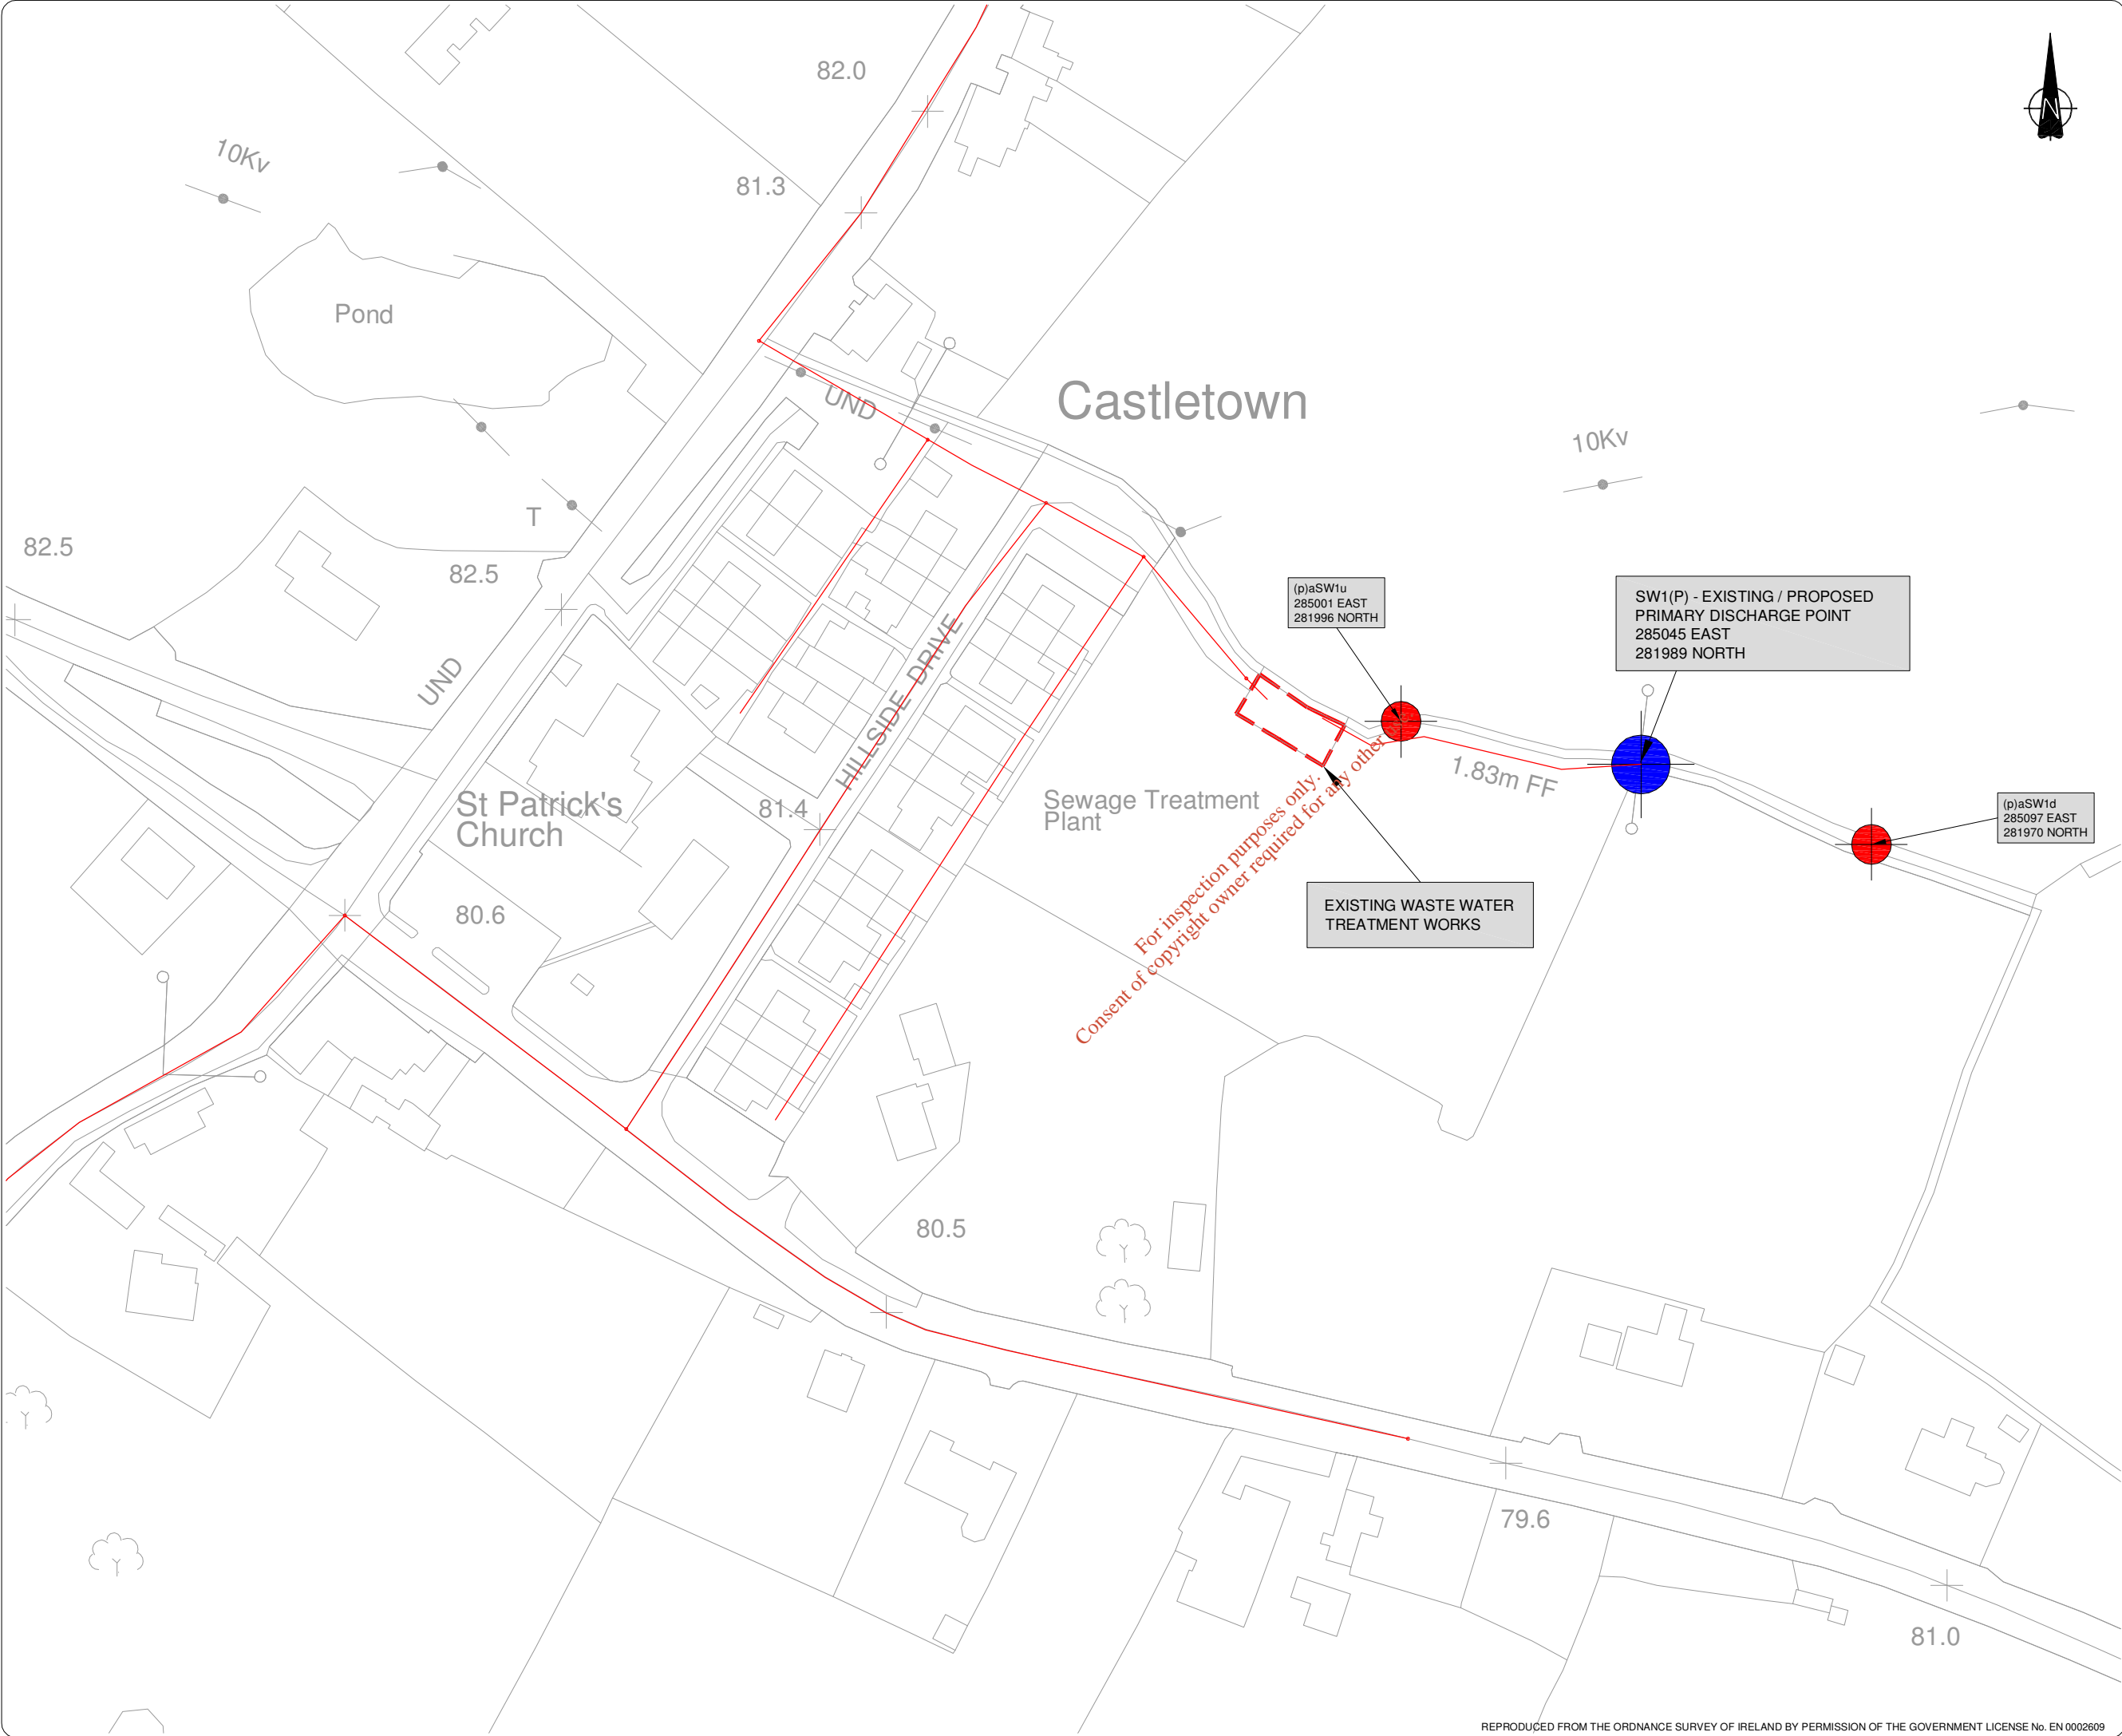 82.0
N
10Kv
81.3
Pond
UND
Castletown
10Kv
T
82.5
82.5
(p)aSW1u
285001 EAST
281996 NORTH
SW1(P) - EXISTING / PROPOSED
PRIMARY DISCHARGE POINT
285045 EAST
281989 NORTH
UND
HILLSIDE DRIVE
1.83m FF
St Patrick's
Church
81.4
Sewage Treatment
Plant
(p)aSW1d
285097 EAST
281970 NORTH
For inspection purposes only.
Consent of copyright owner required for any other
80.6
EXISTING WASTE WATER
TREATMENT WORKS
80.5
79.6
81.0
REPRODUCED FROM THE ORDNANCE SURVEY OF IRELAND BY PERMISSION OF THE GOVERNMENT LICENSE No. EN 0002609